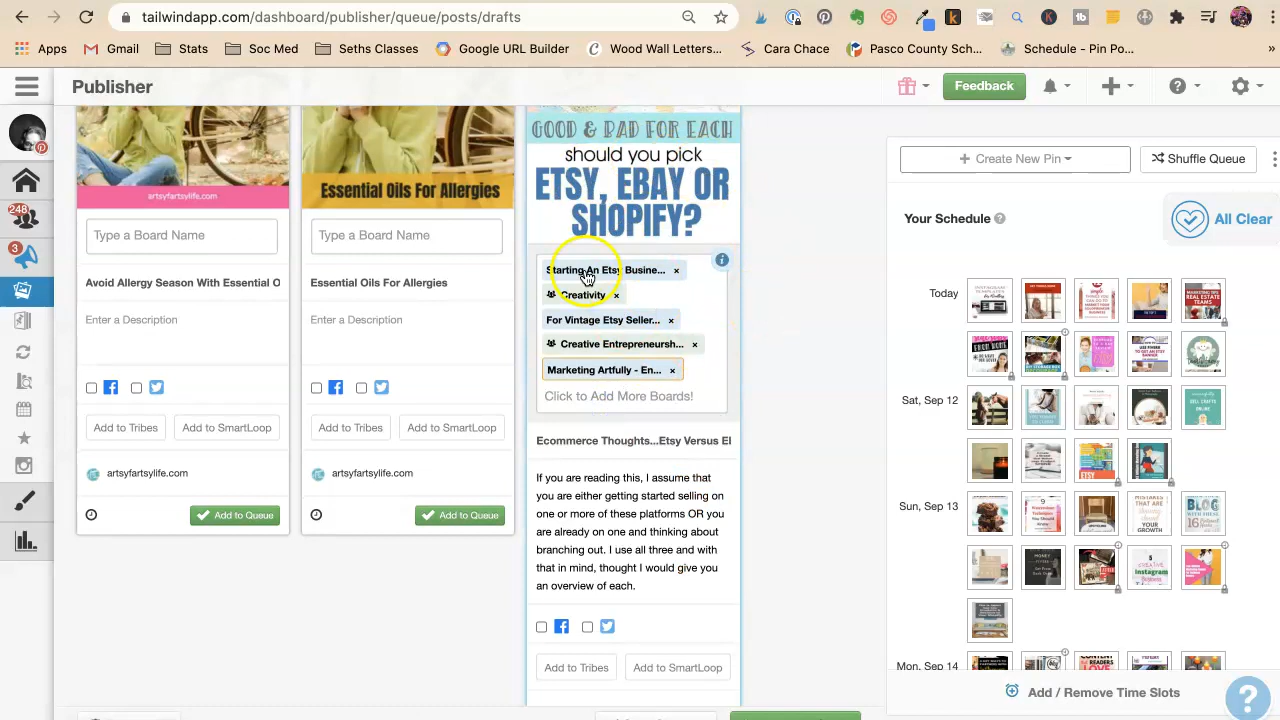 tailwindapp.com/dashboard/publisher/queue/posts/drafts
Apps
Gmail
Stats
Soc Med
Seths Classes
Google URL Builder
Wood Wall Letters...
Cara Chace
Pasco County Sch...
Schedule - Pin Po...
»
Publisher
Feedback
248
3
artsyfartsylife.com
Type a Board Name
Avoid Allergy Season With Essential O
Enter a Description
Add to Tribes
Add to SmartLoop
artsyfartsylife.com
Add to Queue
Essential Oils For Allergies
Type a Board Name
Essential Oils For Allergies
Enter a Description
Add to Tribes
Add to SmartLoop
artsyfartsylife.com
Add to Queue
GOOD & BAD FOR EACH
should you pick
ETSY, EBAY OR
SHOPIFY?
Starting An Etsy Busine... ×
Creativity ×
For Vintage Etsy Seller... ×
Creative Entrepreneursh... ×
Marketing Artfully - En... ×
Click to Add More Boards!
Ecommerce Thoughts...Etsy Versus El
If you are reading this, I assume that
you are either getting started selling on
one or more of these platforms OR you
are already on one and thinking about
branching out. I use all three and with
that in mind, thought I would give you
an overview of each.
Add to Tribes
Add to SmartLoop
Create New Pin
Shuffle Queue
Your Schedule
All Clear
Today
Sat, Sep 12
Sun, Sep 13
Mon, Sep 14
Add / Remove Time Slots